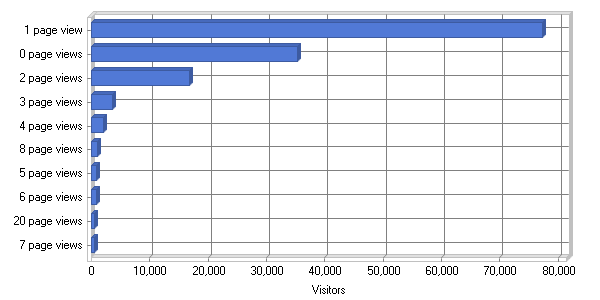 1 page view
0 page views
2 page views
3 page views
4 page views
8 page views
5 page views
6 page views
20 page views
7 page views
0 10,000 20,000 30,000 40,000 50,000 60,000 70,000 80,000
Visitors